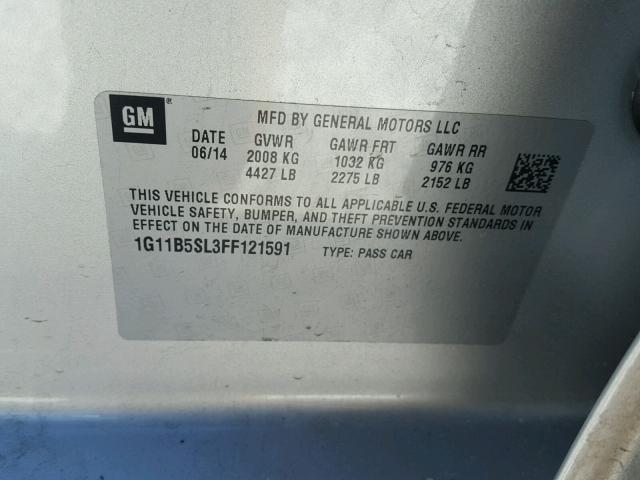 GM ®
MFD BY GENERAL MOTORS LLC
DATE GVWR GAWR FRT GAWR RR
06/14 2008 KG 1032 KG 976 KG
4427 LB 2275 LB 2152 LB
THIS VEHICLE CONFORMS TO ALL APPLICABLE U.S. FEDERAL MOTOR
VEHICLE SAFETY, BUMPER, AND THEFT PREVENTION STANDARDS IN
EFFECT ON THE DATE OF MANUFACTURE SHOWN ABOVE.
1G11B5SL3FF121591 TYPE: PASS CAR